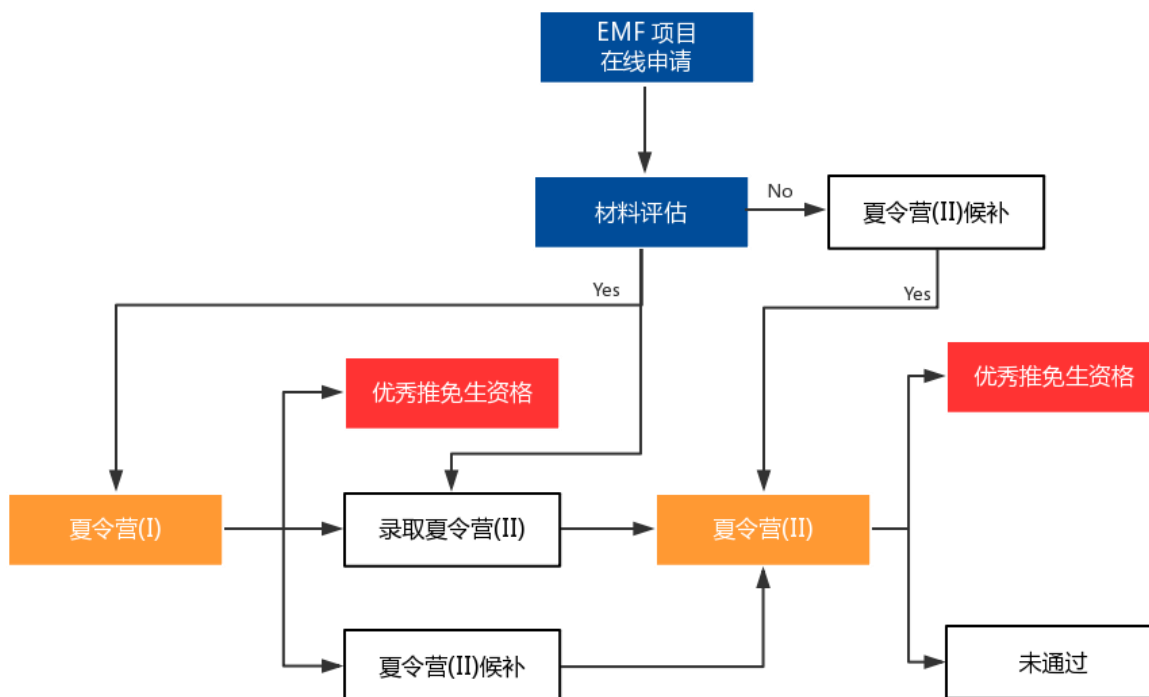 EMF 项目
在线申请
材料评估
No
夏令营(II)候补
Yes
Yes
优秀推免生资格
优秀推免生资格
夏令营(I)
录取夏令营(II)
夏令营(II)
夏令营(II)候补
未通过